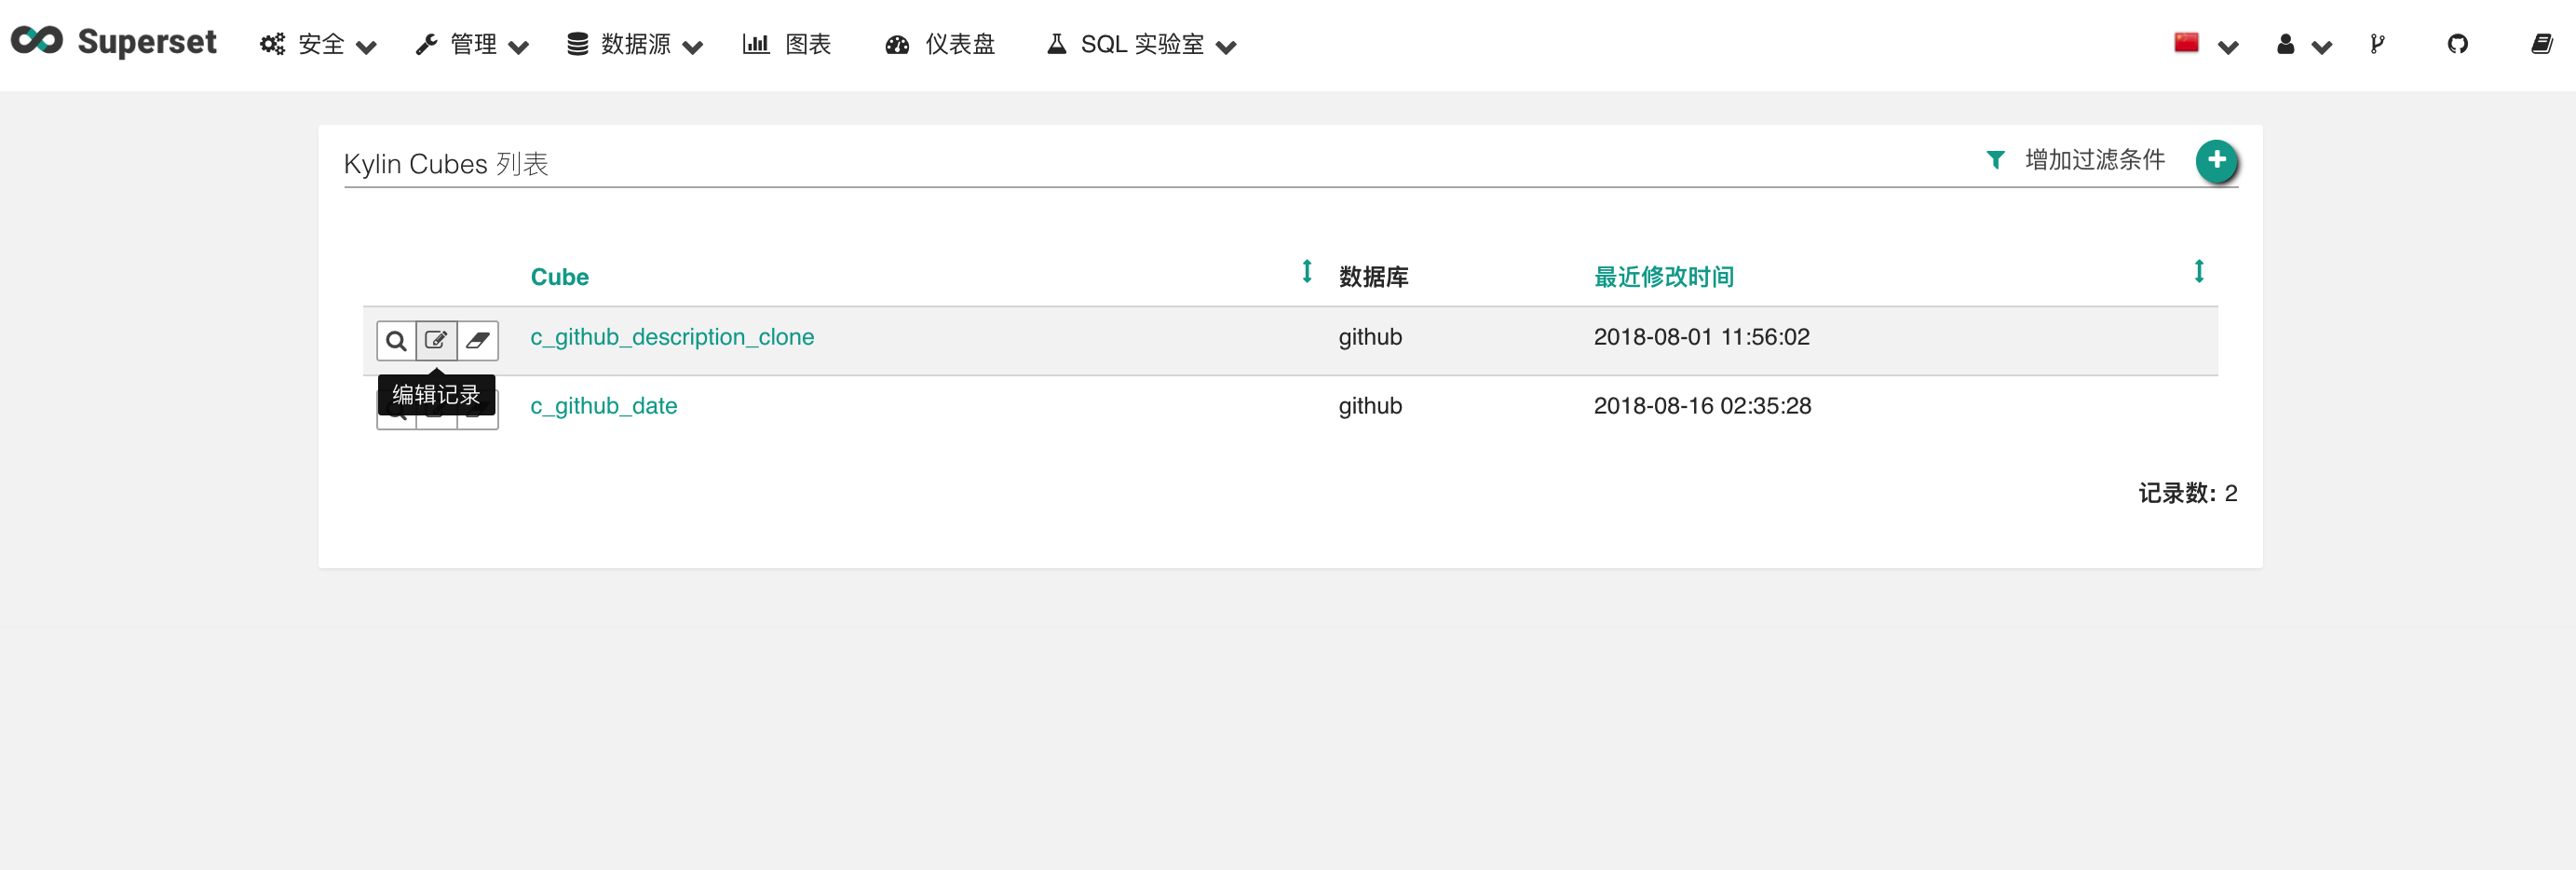 Superset 安全 管理 数据源 图表 仪表盘 SQL 实验室
Kylin Cubes 列表 增加过滤条件
Cube 数据库 最近修改时间
c_github_description_clone github 2018-08-01 11:56:02
编辑记录
c_github_date github 2018-08-16 02:35:28
记录数: 2